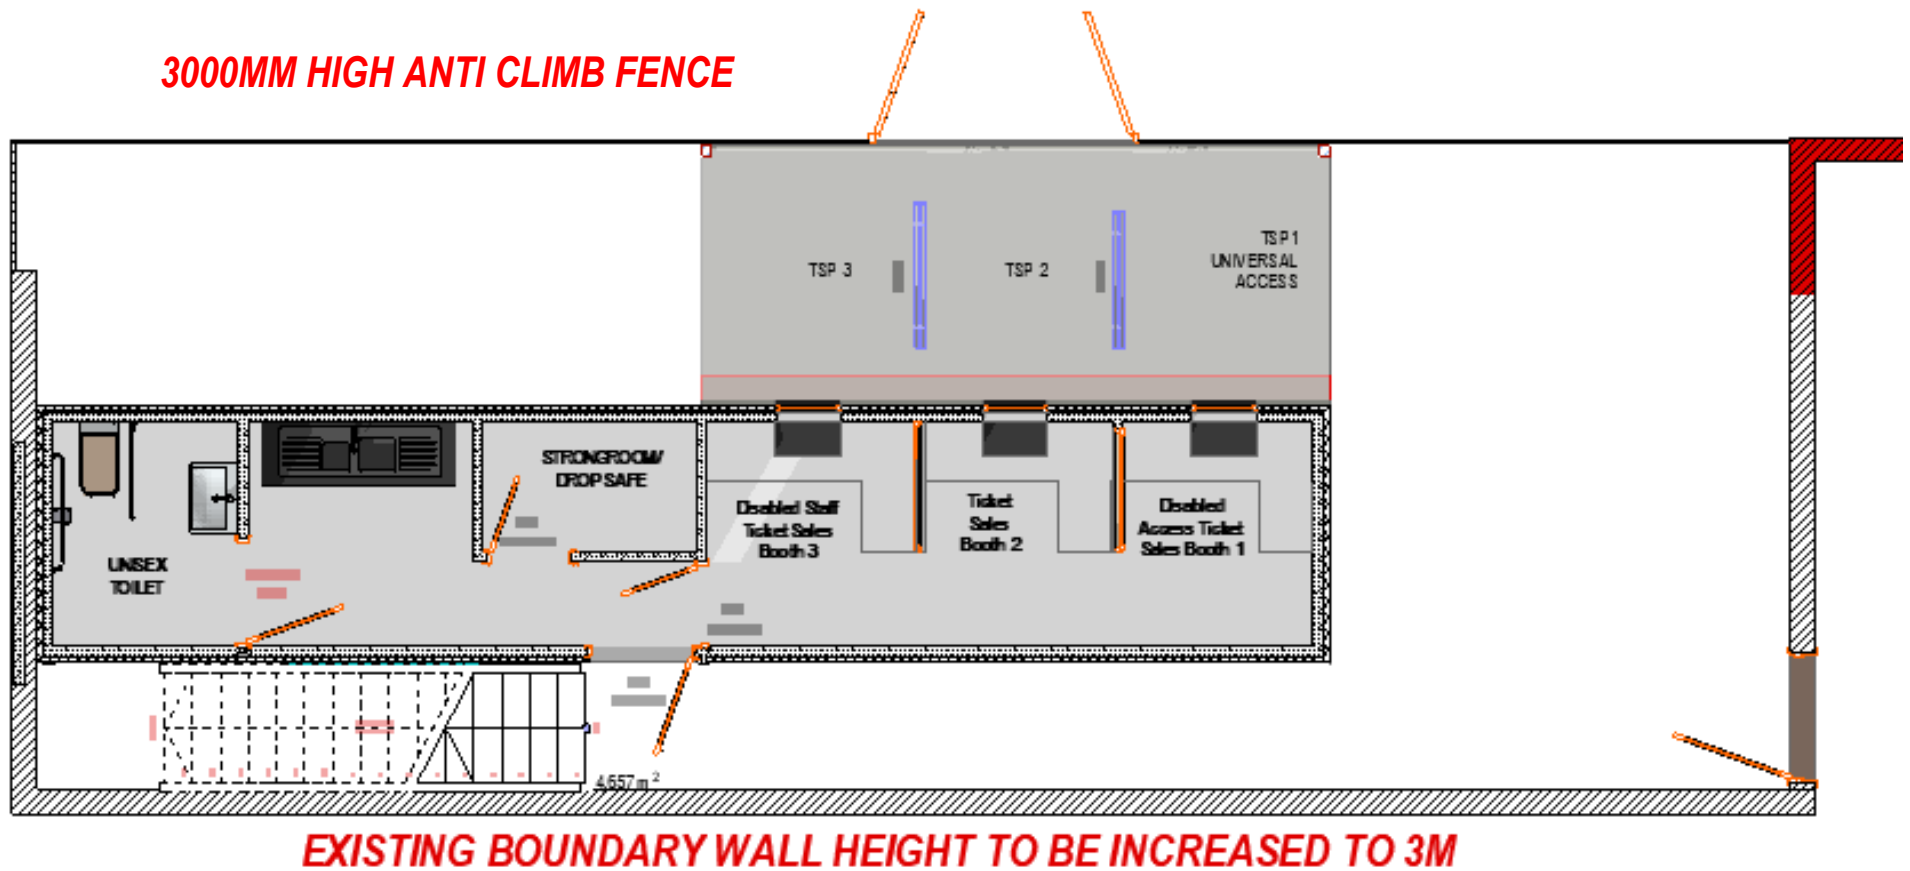 3000MM HIGH ANTI CLIMB FENCE
TSP 3
TSP 2
TSP 1
UNIVERSAL
ACCESS
STRONGROOM/
DROP SAFE
Disabled Staff
Ticket Sales
Booth 3
Ticket
Sales
Booth 2
Disabled
Access Ticket
Sales Booth 1
UNISEX
TOILET
4,657 m²
EXISTING BOUNDARY WALL HEIGHT TO BE INCREASED TO 3M